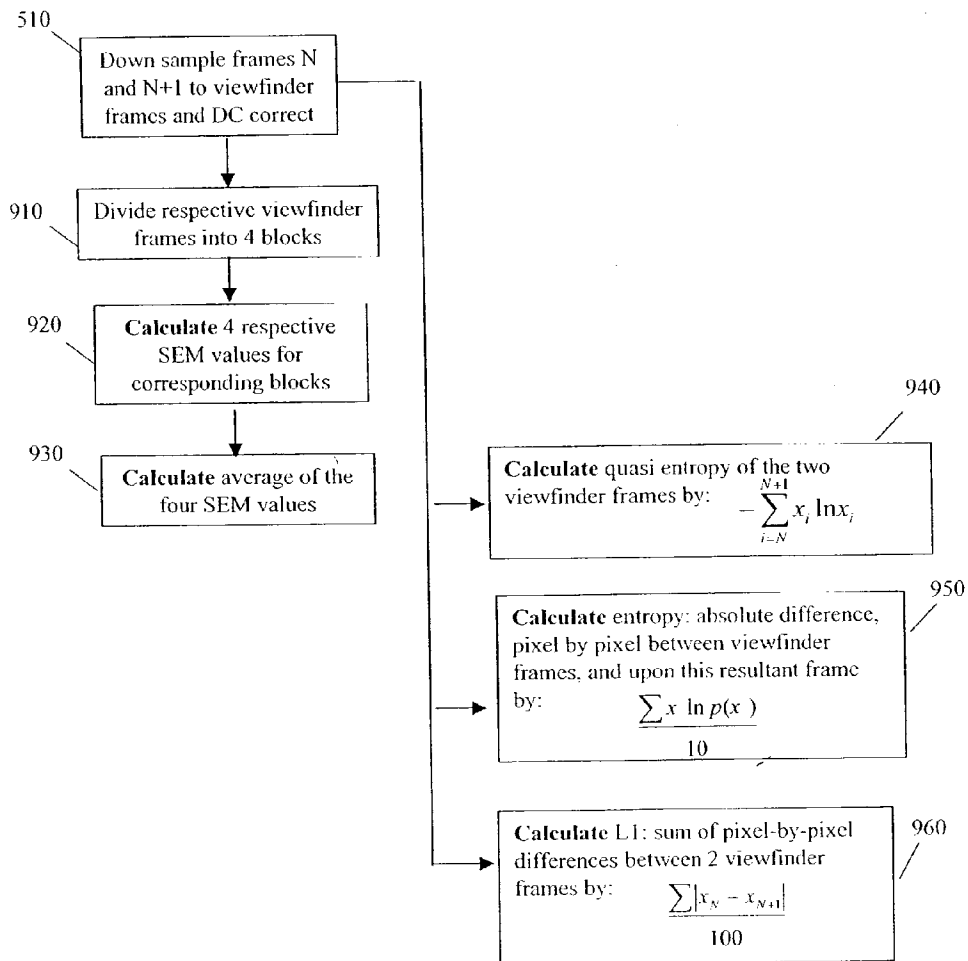 510
Down sample frames N
and N+1 to viewfinder
frames and DC correct
910
Divide respective viewfinder
frames into 4 blocks
920
Calculate 4 respective
SEM values for
corresponding blocks
930
Calculate average of the
four SEM values
940
Calculate quasi entropy of the two
viewfinder frames by: − ∑_{i=N}^{N+1} x_i ln x_i
950
Calculate entropy: absolute difference,
pixel by pixel between viewfinder
frames, and upon this resultant frame
by: ∑ x ln p(x)
10
960
Calculate L1: sum of pixel-by-pixel
differences between 2 viewfinder
frames by: ∑|x_N − x_{N+1}|
100